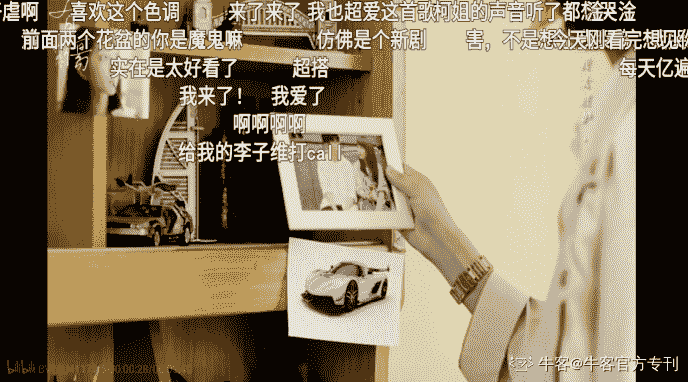 虐啊 喜欢这个色调 来了来了 我也超爱这首歌柯姐的声音听了都想哭
前面两个花盆的你是魔鬼嘛 仿佛是个新剧 害，不是想
实在是太好看了 超搭 每天亿遍
我来了！ 我爱了
啊啊啊啊
给我的李子维打call
bilibili
牛客@牛客官方专刊